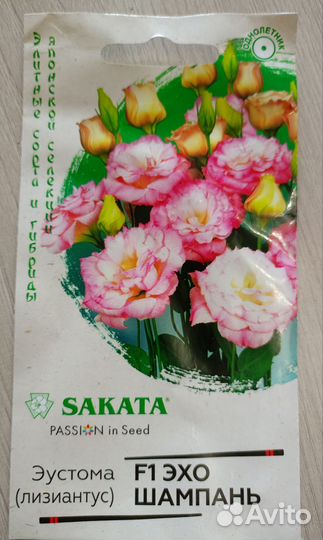 ОДНОЛЕТНИК
Элитные сорта и гибриды
японской селекции
SAKATA®
PASSION in Seed
Эустома
(лизиантус)
F1 ЭХО
ШАМПАНЬ
Avito